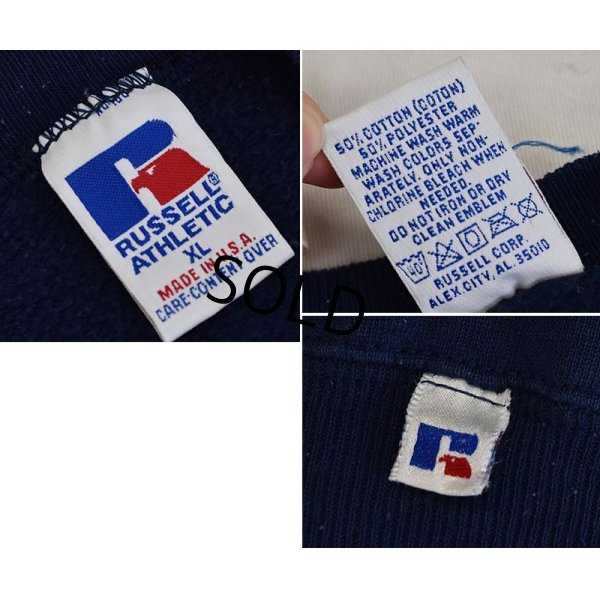 RUSSELL®
ATHLETIC
XL
MADE IN U.S.A.
CARE-CONTENT OVER
50% COTTON (COTON)
50% POLYESTER
MACHINE WASH WARM
WASH COLORS SEP-
ARATELY. ONLY NON-
CHLORINE BLEACH WHEN
NEEDED.
DO NOT IRON OR DRY
CLEAN EMBLEM
RUSSELL CORP.
ALEX CITY, AL. 35010
SOLD